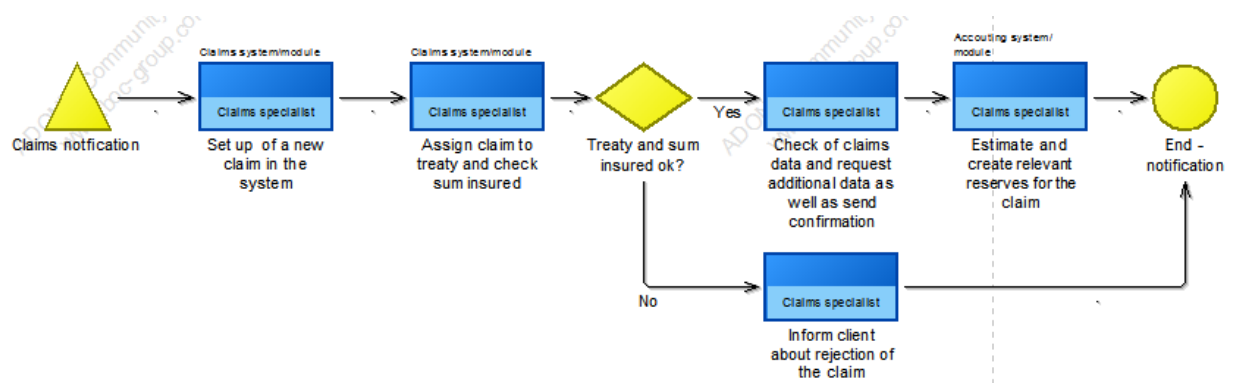 Claims system/module
Claims system/module
Accouting system/
module
Claims specialist
Claims specialist
Claims specialist
Claims specialist
Yes
Claims notfication
Set up of a new
claim in the
system
Assign claim to
treaty and check
sum insured
Treaty and sum
insured ok?
Check of claims
data and request
additional data as
well as send
confirmation
Estimate and
create relevant
reserves for the
claim
End -
notification
No
Claims specialist
Inform client
about rejection of
the claim